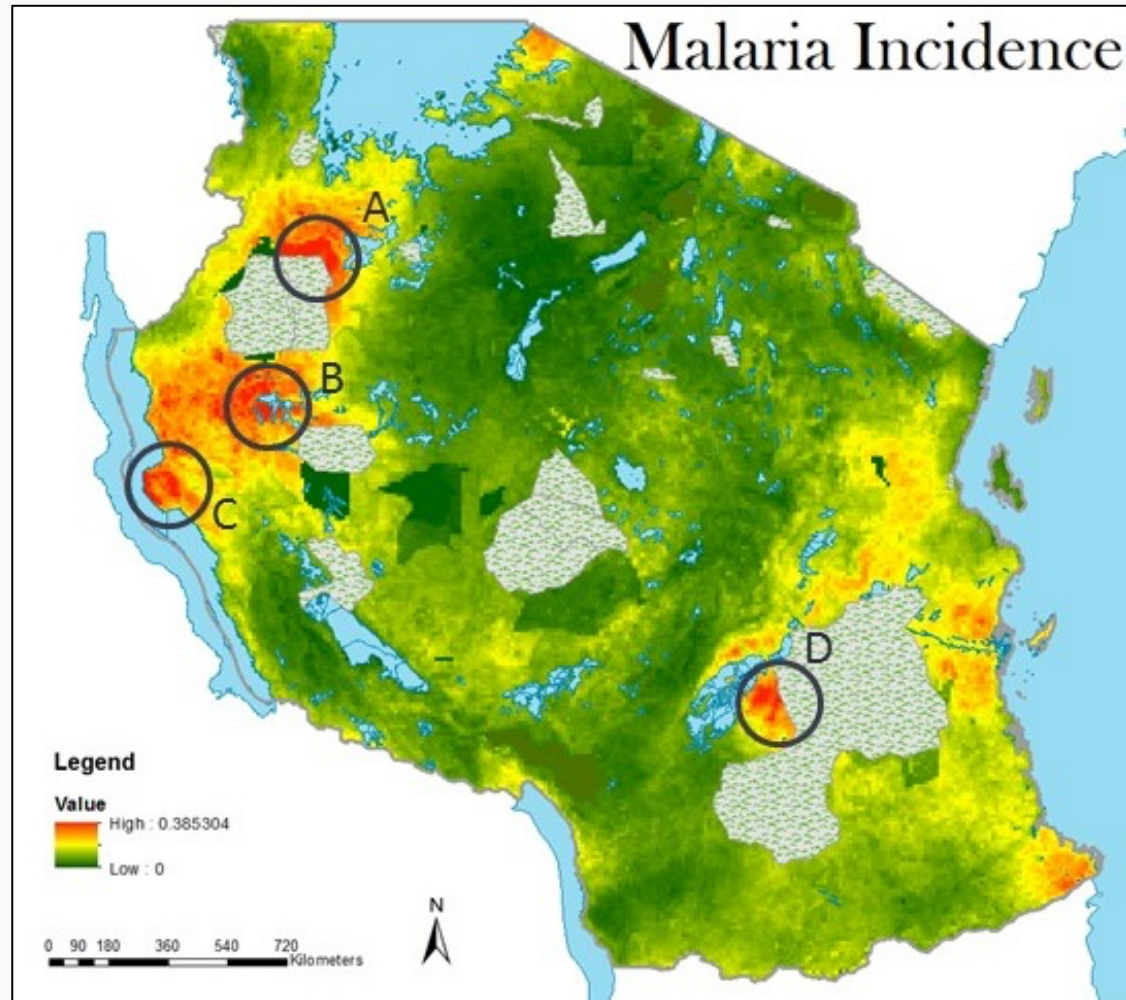 Malaria Incidence
A
B
C
D
Legend
Value
High : 0.385304
Low : 0
N
0 90 180 360 540 720
Kilometers